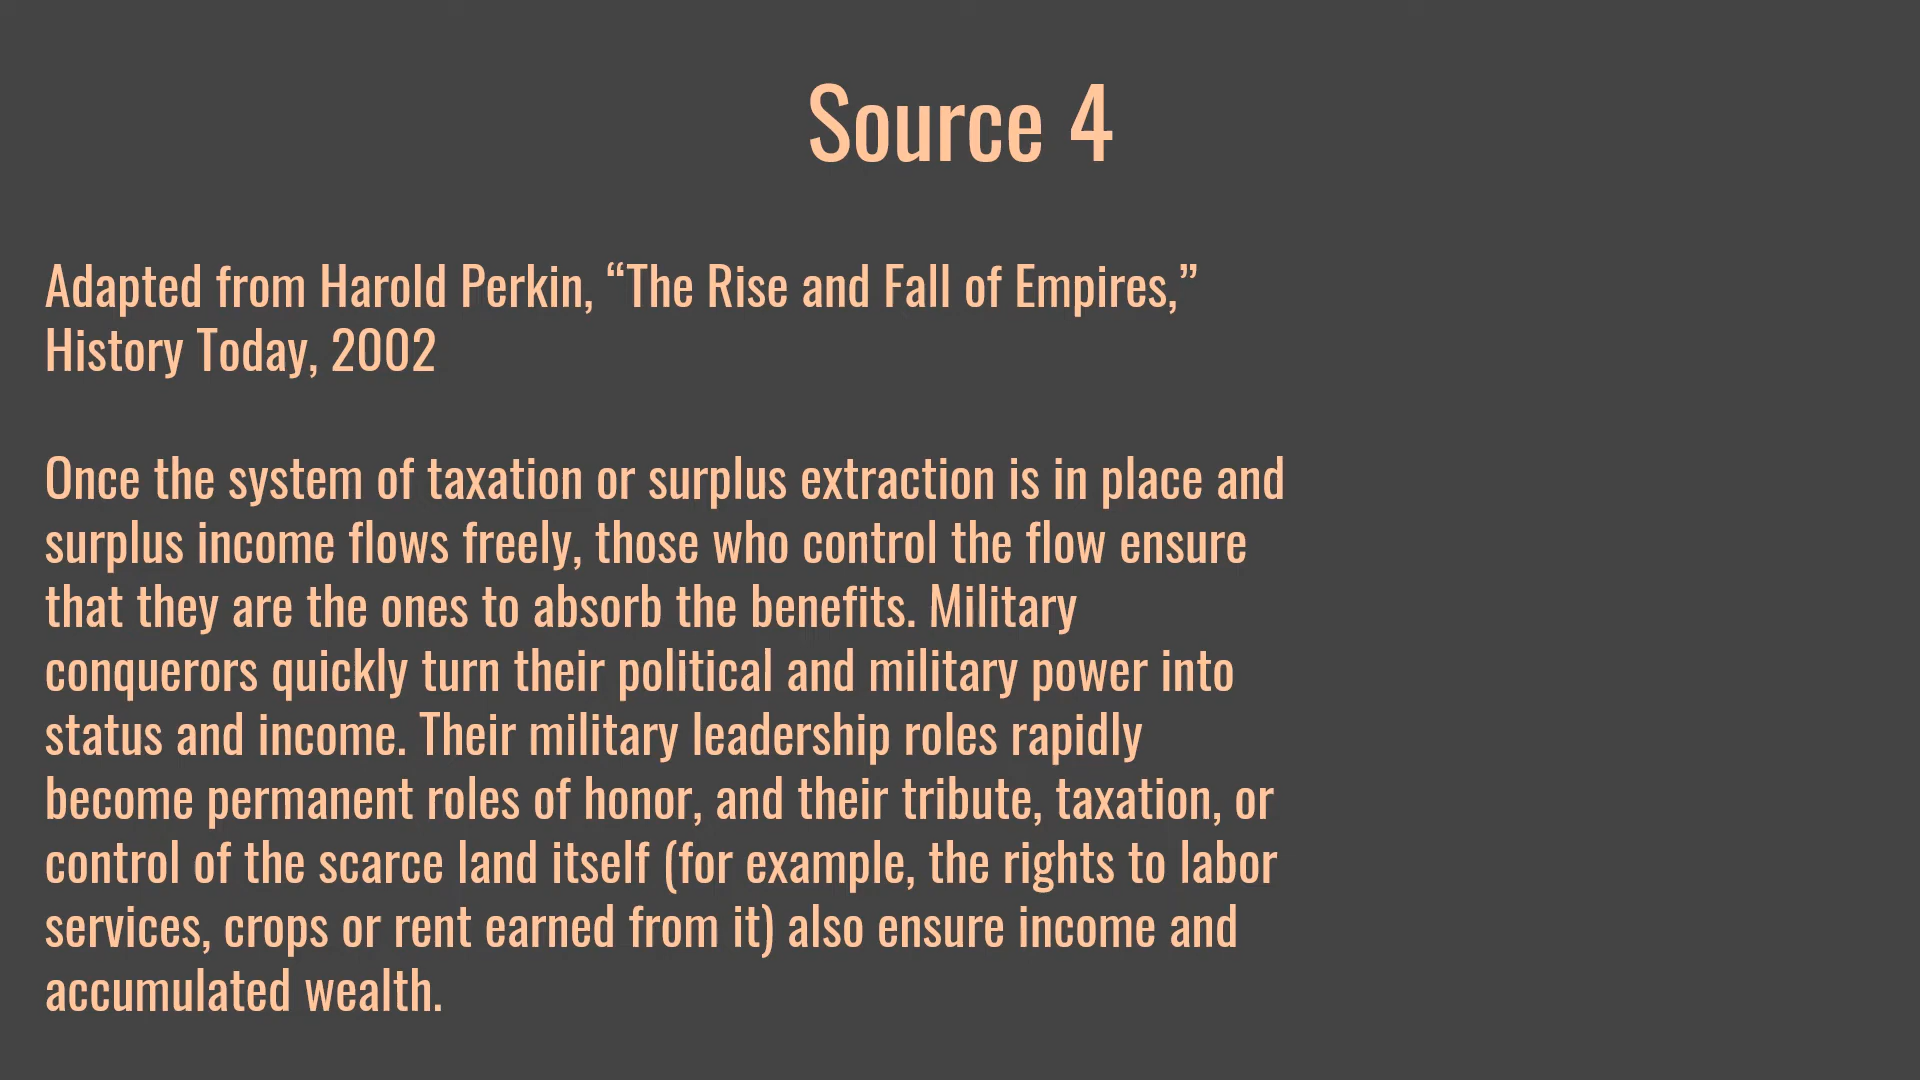 Source 4
Adapted from Harold Perkin, “The Rise and Fall of Empires,”
History Today, 2002
Once the system of taxation or surplus extraction is in place and
surplus income flows freely, those who control the flow ensure
that they are the ones to absorb the benefits. Military
conquerors quickly turn their political and military power into
status and income. Their military leadership roles rapidly
become permanent roles of honor, and their tribute, taxation, or
control of the scarce land itself (for example, the rights to labor
services, crops or rent earned from it) also ensure income and
accumulated wealth.